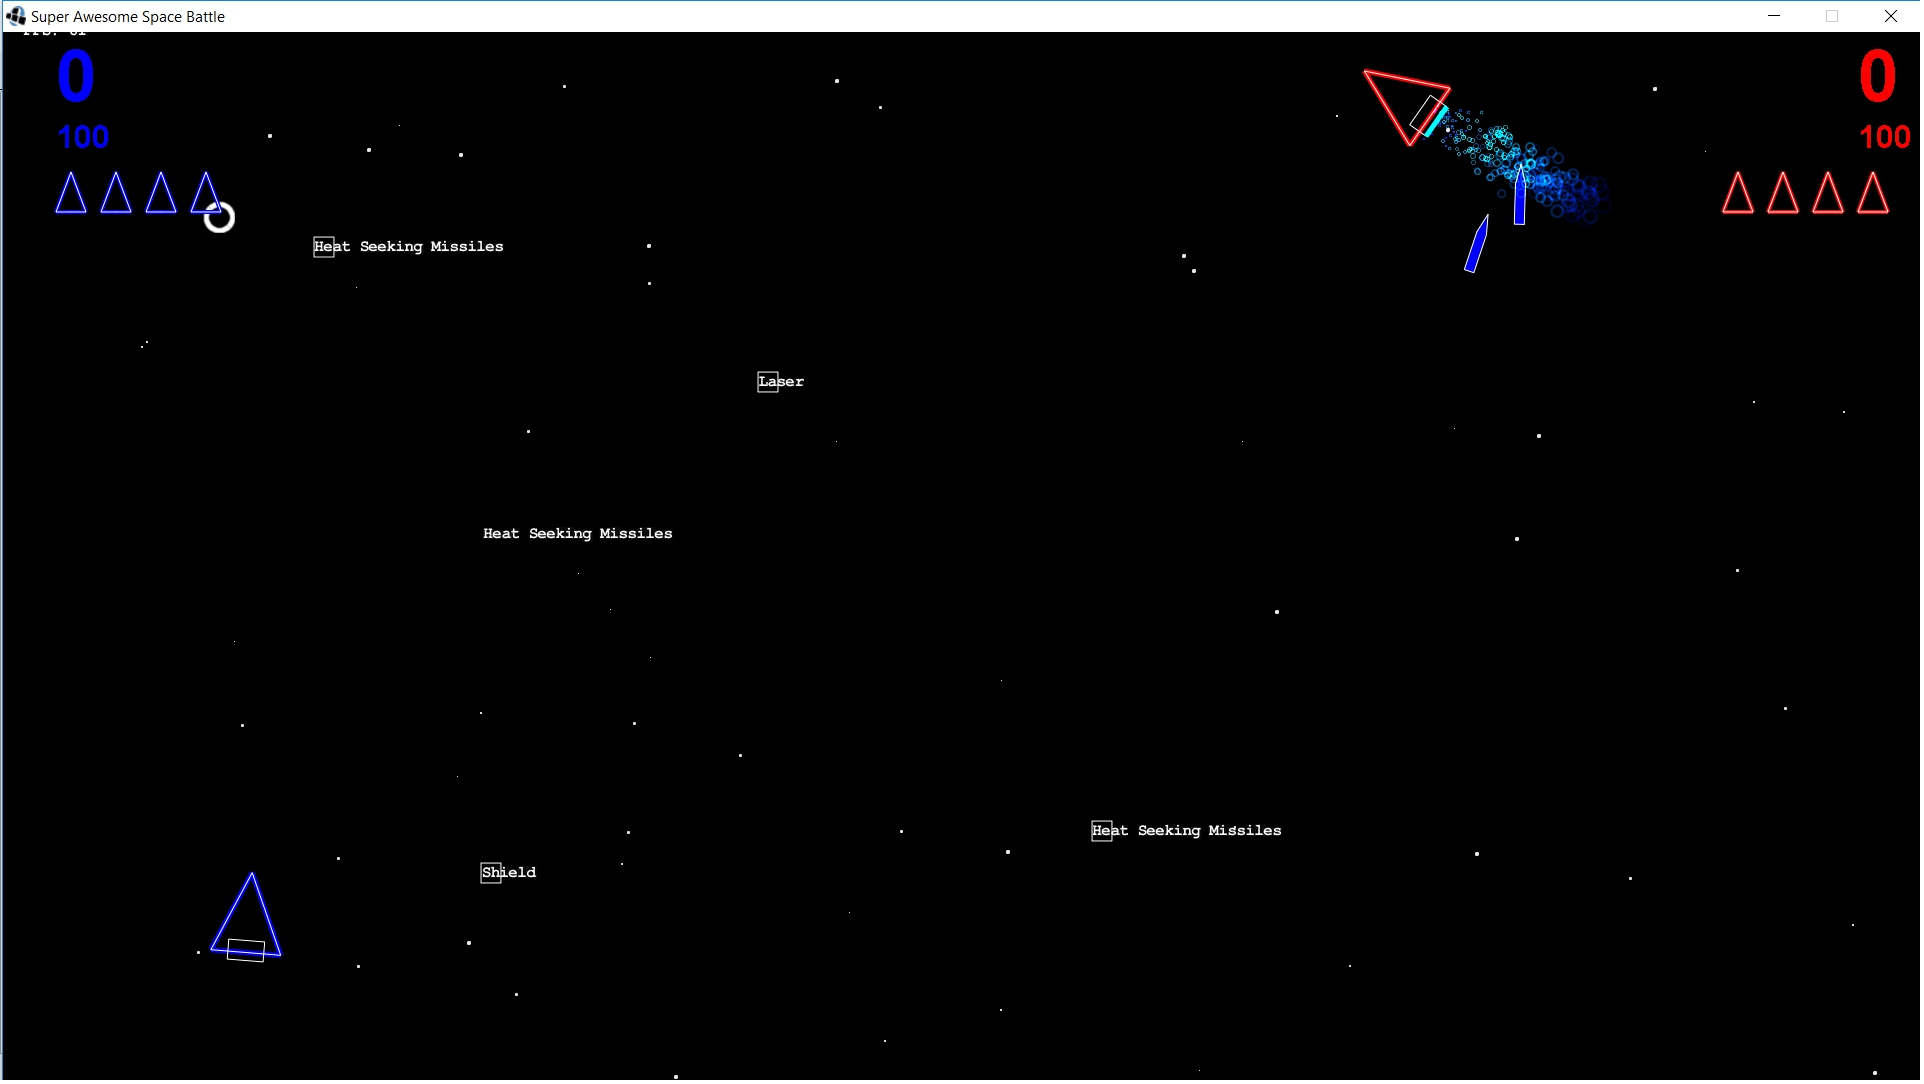 Super Awesome Space Battle
0
0
100
100
Heat Seeking Missiles
Laser
Heat Seeking Missiles
Heat Seeking Missiles
Shield